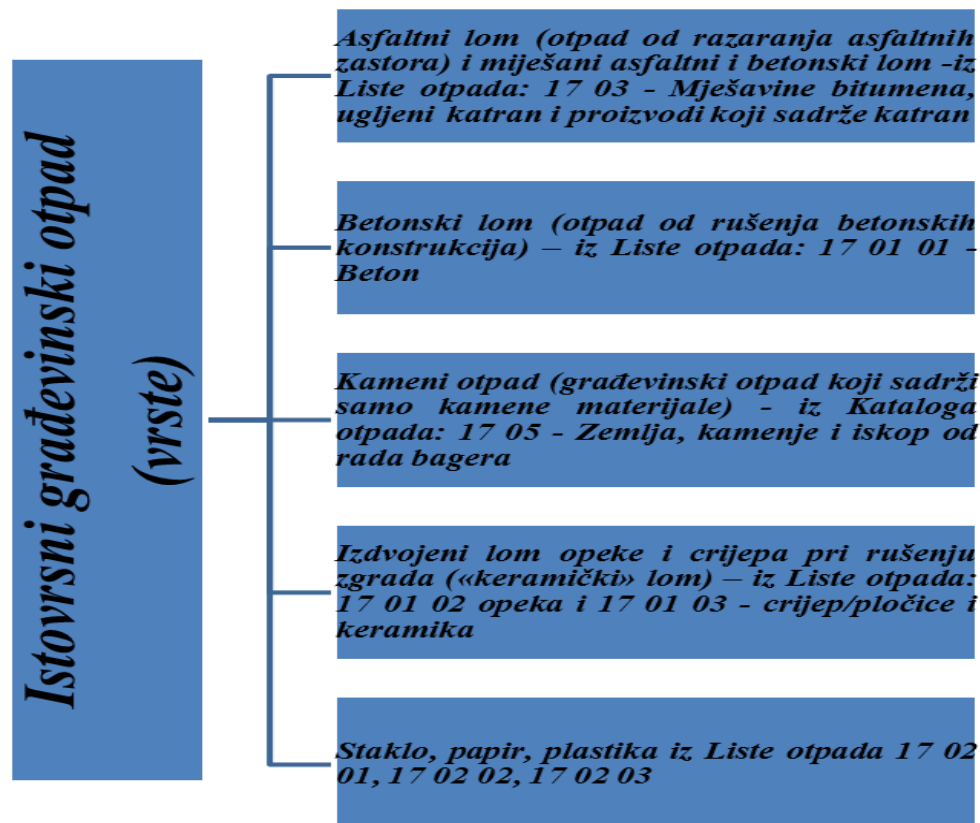 Istovrsni građevinski otpad
(vrste)
Asfaltni lom (otpad od razaranja asfaltnih
zastora) i miješani asfaltni i betonski lom -iz
Liste otpada: 17 03 - Mješavine bitumena,
ugljeni katran i proizvodi koji sadrže katran
Betonski lom (otpad od rušenja betonskih
konstrukcija) – iz Liste otpada: 17 01 01 -
Beton
Kameni otpad (građevinski otpad koji sadrži
samo kamene materijale) - iz Kataloga
otpada: 17 05 - Zemlja, kamenje i iskop od
rada bagera
Izdvojeni lom opeke i crijepa pri rušenju
zgrada («keramički» lom) – iz Liste otpada:
17 01 02 opeka i 17 01 03 - crijep/pločice i
keramika
Staklo, papir, plastika iz Liste otpada 17 02
01, 17 02 02, 17 02 03